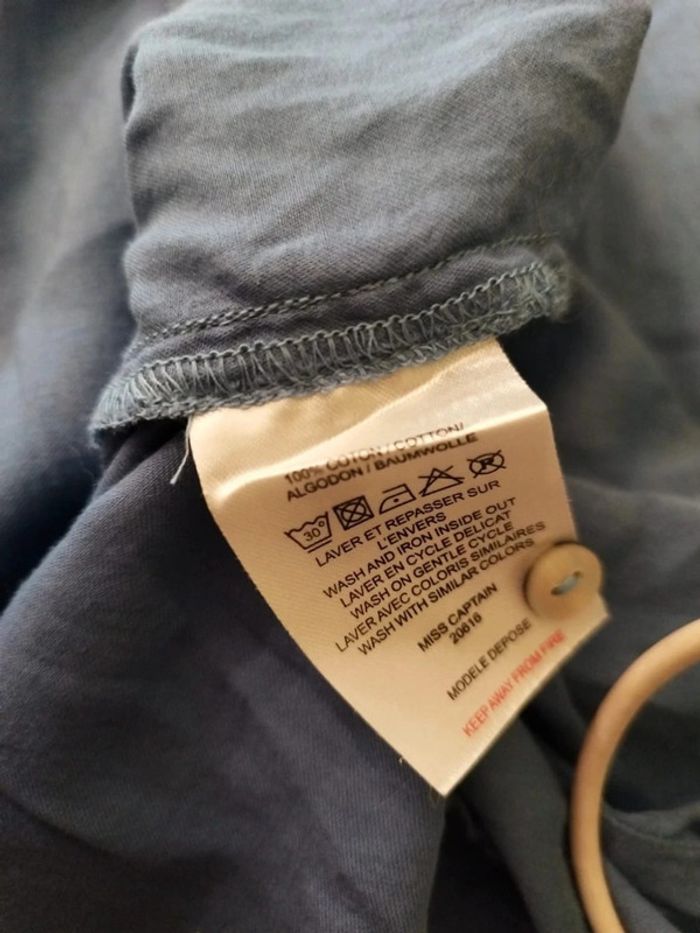 100% COTON / COTTON/
ALGODON / BAUMWOLLE
30°
LAVER ET REPASSER SUR
L'ENVERS
WASH AND IRON INSIDE OUT
LAVER EN CYCLE DELICAT
WASH ON GENTLE CYCLE
LAVER AVEC COLORIS SIMILAIRES
WASH WITH SIMILAR COLORS
MISS CAPTAIN
20616
MODELE DEPOSE
KEEP AWAY FROM FIRE